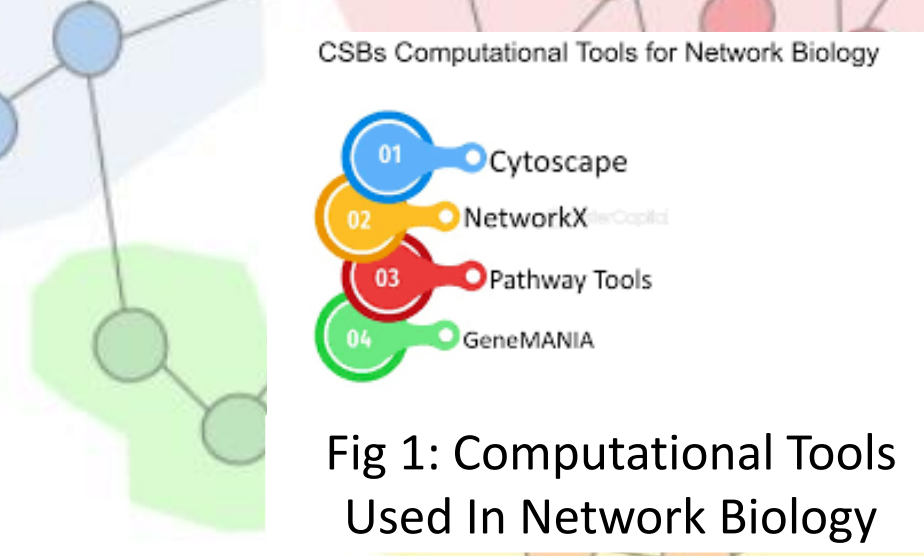 CSBs Computational Tools for Network Biology
01 Cytoscape
02 NetworkX
03 Pathway Tools
04 GeneMANIA
Fig 1: Computational Tools
Used In Network Biology